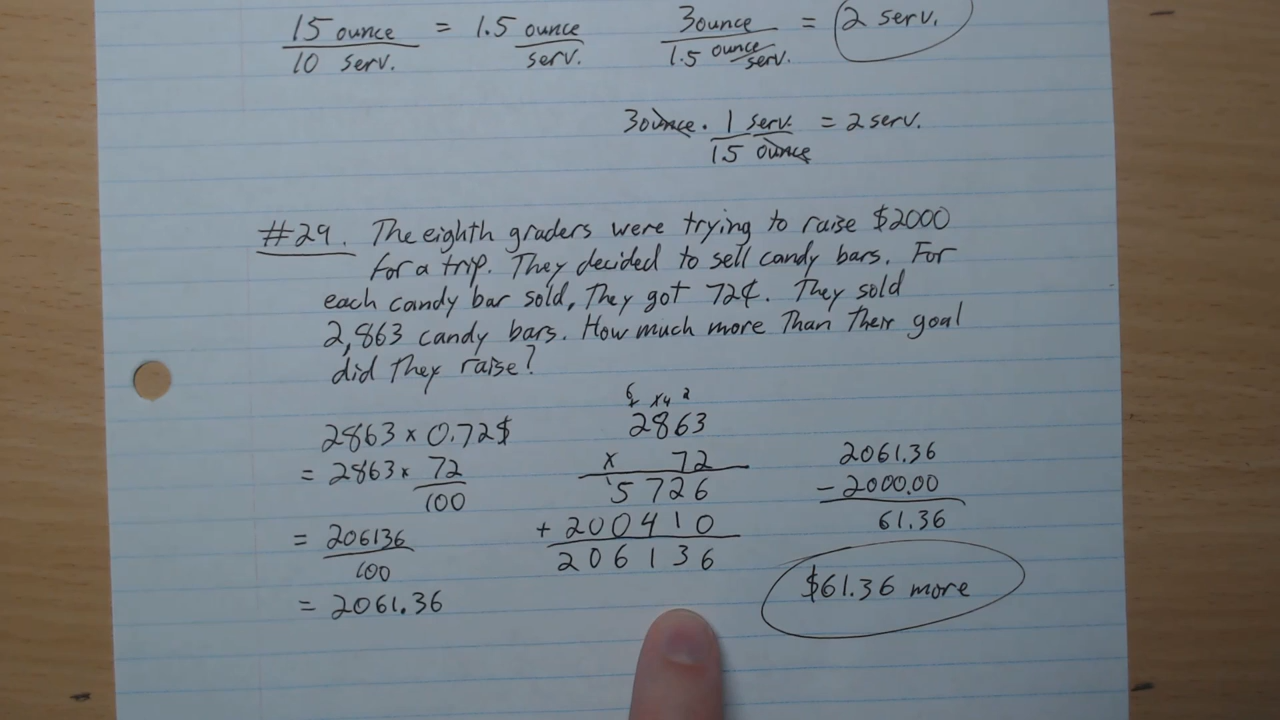 15 ounce / 10 serv. = 1.5 ounce / serv.
3ounce / 1.5 ounce/serv. = 2 serv.
3ounce · 1 serv. / 1.5 ounce = 2 serv.
#29. The eighth graders were trying to raise $2000
for a trip. They decided to sell candy bars. For
each candy bar sold, they got 72¢. They sold
2,863 candy bars. How much more than their goal
did they raise?
2863 × 0.72$
= 2863 × 72 / 100
= 206136 / 100
= 2061.36
2863
× 72
5726
+ 200410
206136
2061.36
- 2000.00
61.36
$61.36 more